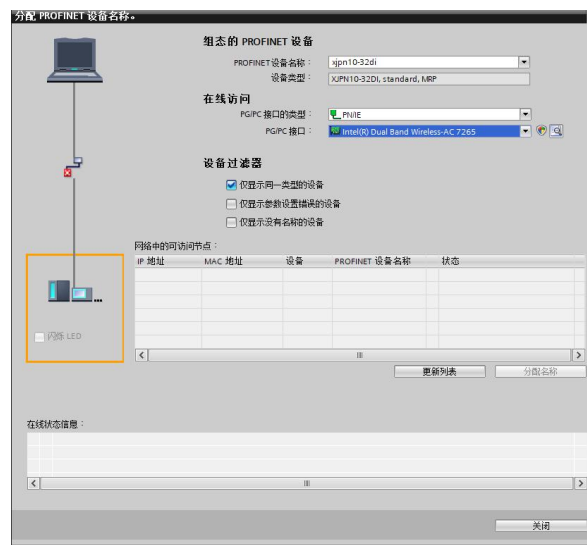 分配 PROFINET 设备名称。
组态的 PROFINET 设备
PROFINET设备名称： xjpn10-32di
设备类型： XJPN10-32DI, standard, MRP
在线访问
PG/PC 接口的类型： PN/IE
PG/PC 接口： Intel(R) Dual Band Wireless-AC 7265
设备过滤器
仅显示同一类型的设备
仅显示参数设置错误的设备
仅显示没有名称的设备
网络中的可访问节点：
IP 地址 MAC 地址 设备 PROFINET 设备名称 状态
闪烁 LED
更新列表 分配名称
在线状态信息：
关闭